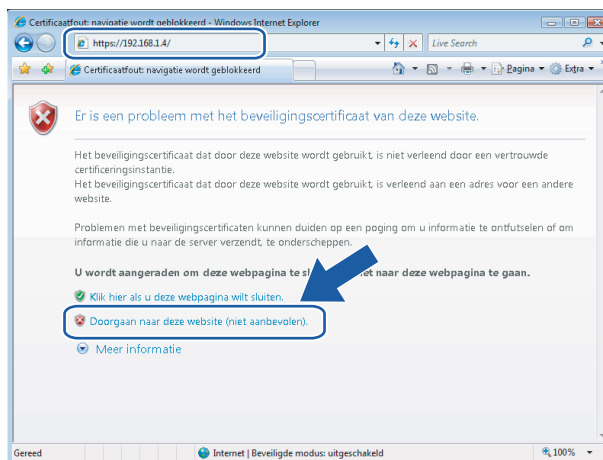 Certificaatfout: navigatie wordt geblokkeerd - Windows Internet Explorer
https://192.168.1.4/
Live Search
Certificaatfout: navigatie wordt geblokkeerd
Pagina
Extra
Er is een probleem met het beveiligingscertificaat van deze website.
Het beveiligingscertificaat dat door deze website wordt gebruikt, is niet verleend door een vertrouwde
certificeringsinstantie.
Het beveiligingscertificaat dat door deze website wordt gebruikt, is verleend aan een adres voor een andere
website.
Problemen met beveiligingscertificaten kunnen duiden op een poging om u informatie te ontfutselen of om
informatie die u naar de server verzendt, te onderscheppen.
U wordt aangeraden om deze webpagina te naar deze webpagina te gaan.
Klik hier als u deze webpagina wilt sluiten.
Doorgaan naar deze website (niet aanbevolen).
Meer informatie
Gereed
Internet | Beveiligde modus: uitgeschakeld
100%